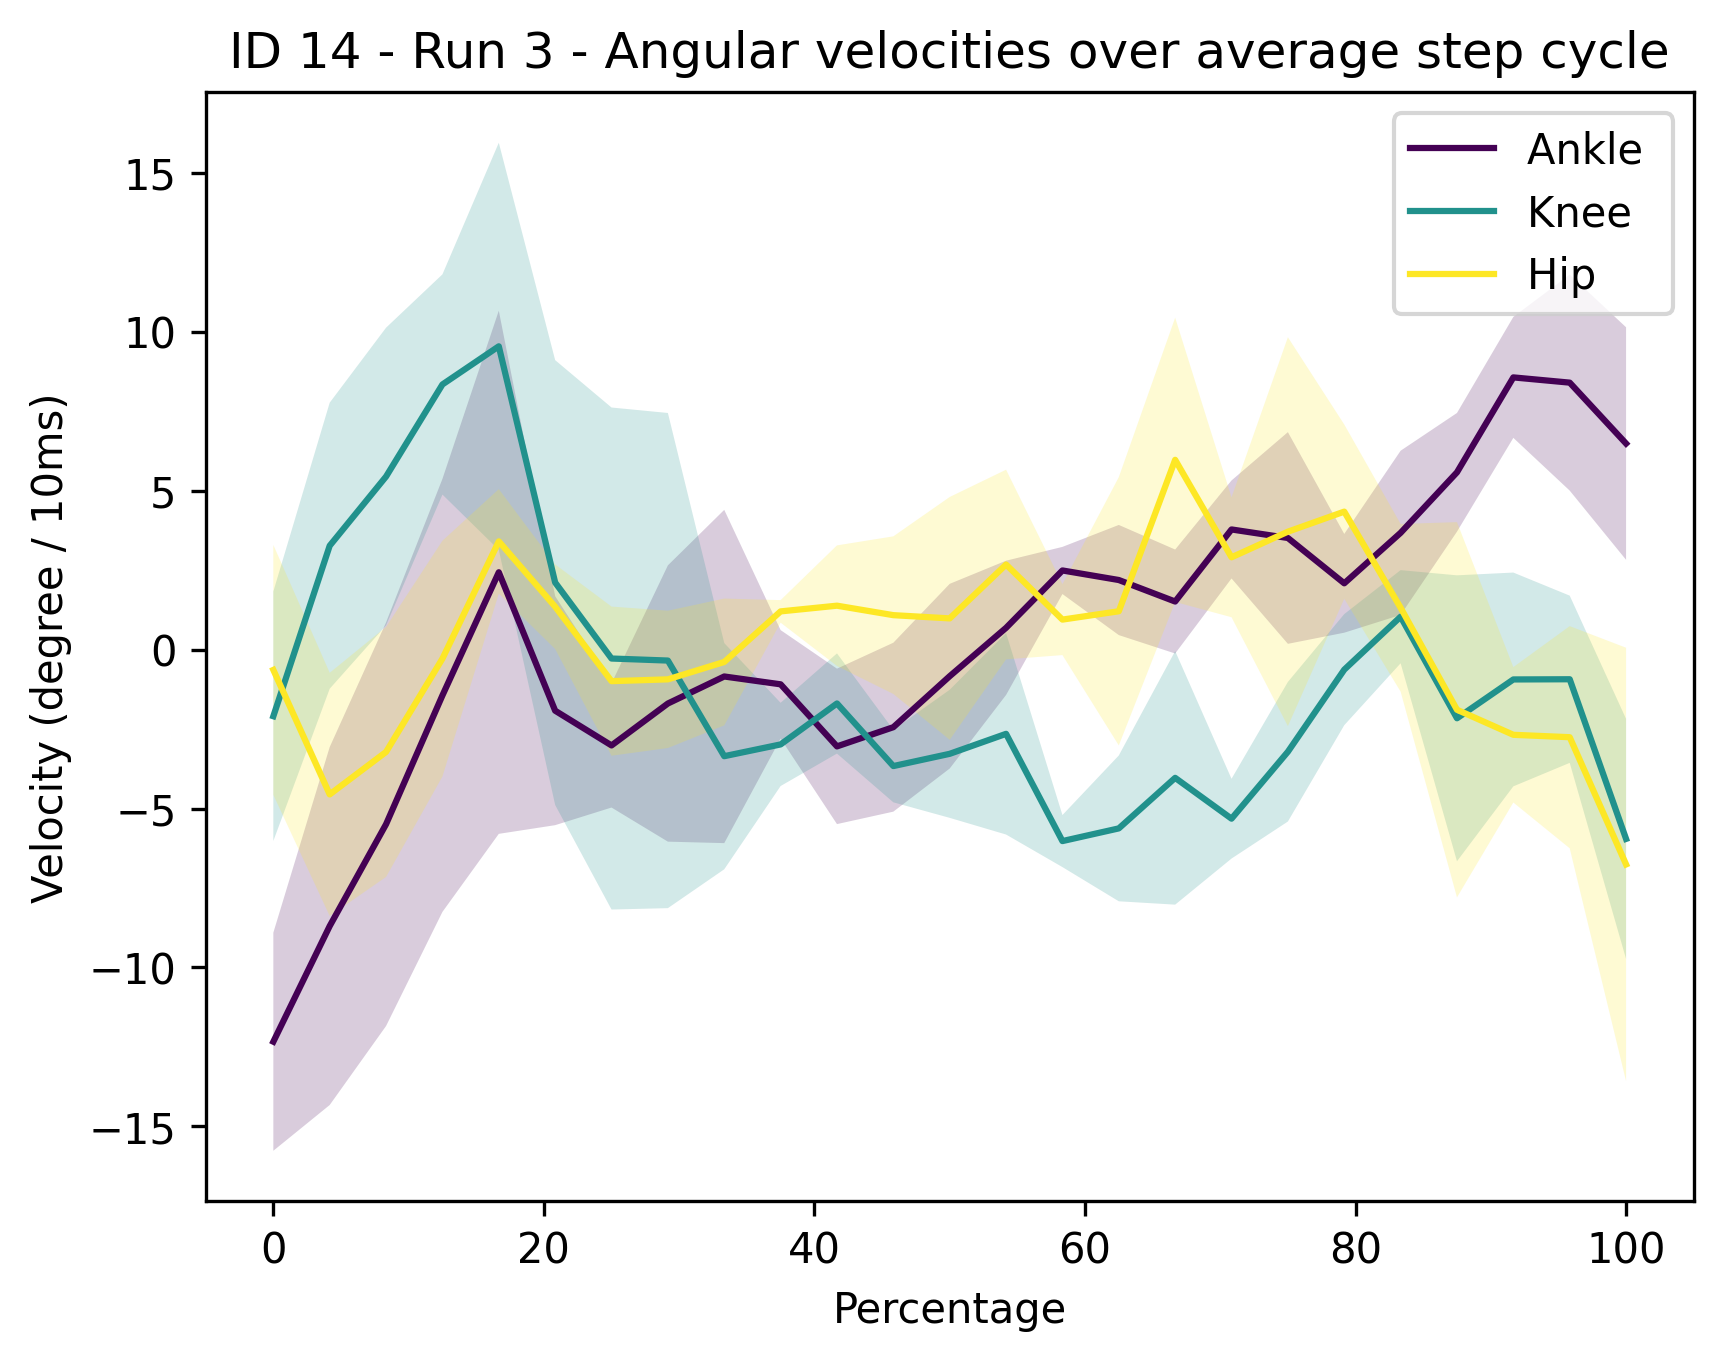 ID 14 - Run 3 - Angular velocities over average step cycle
Ankle
Knee
Hip
15
10
5
0
−5
−10
−15
Velocity (degree / 10ms)
0 20 40 60 80 100
Percentage